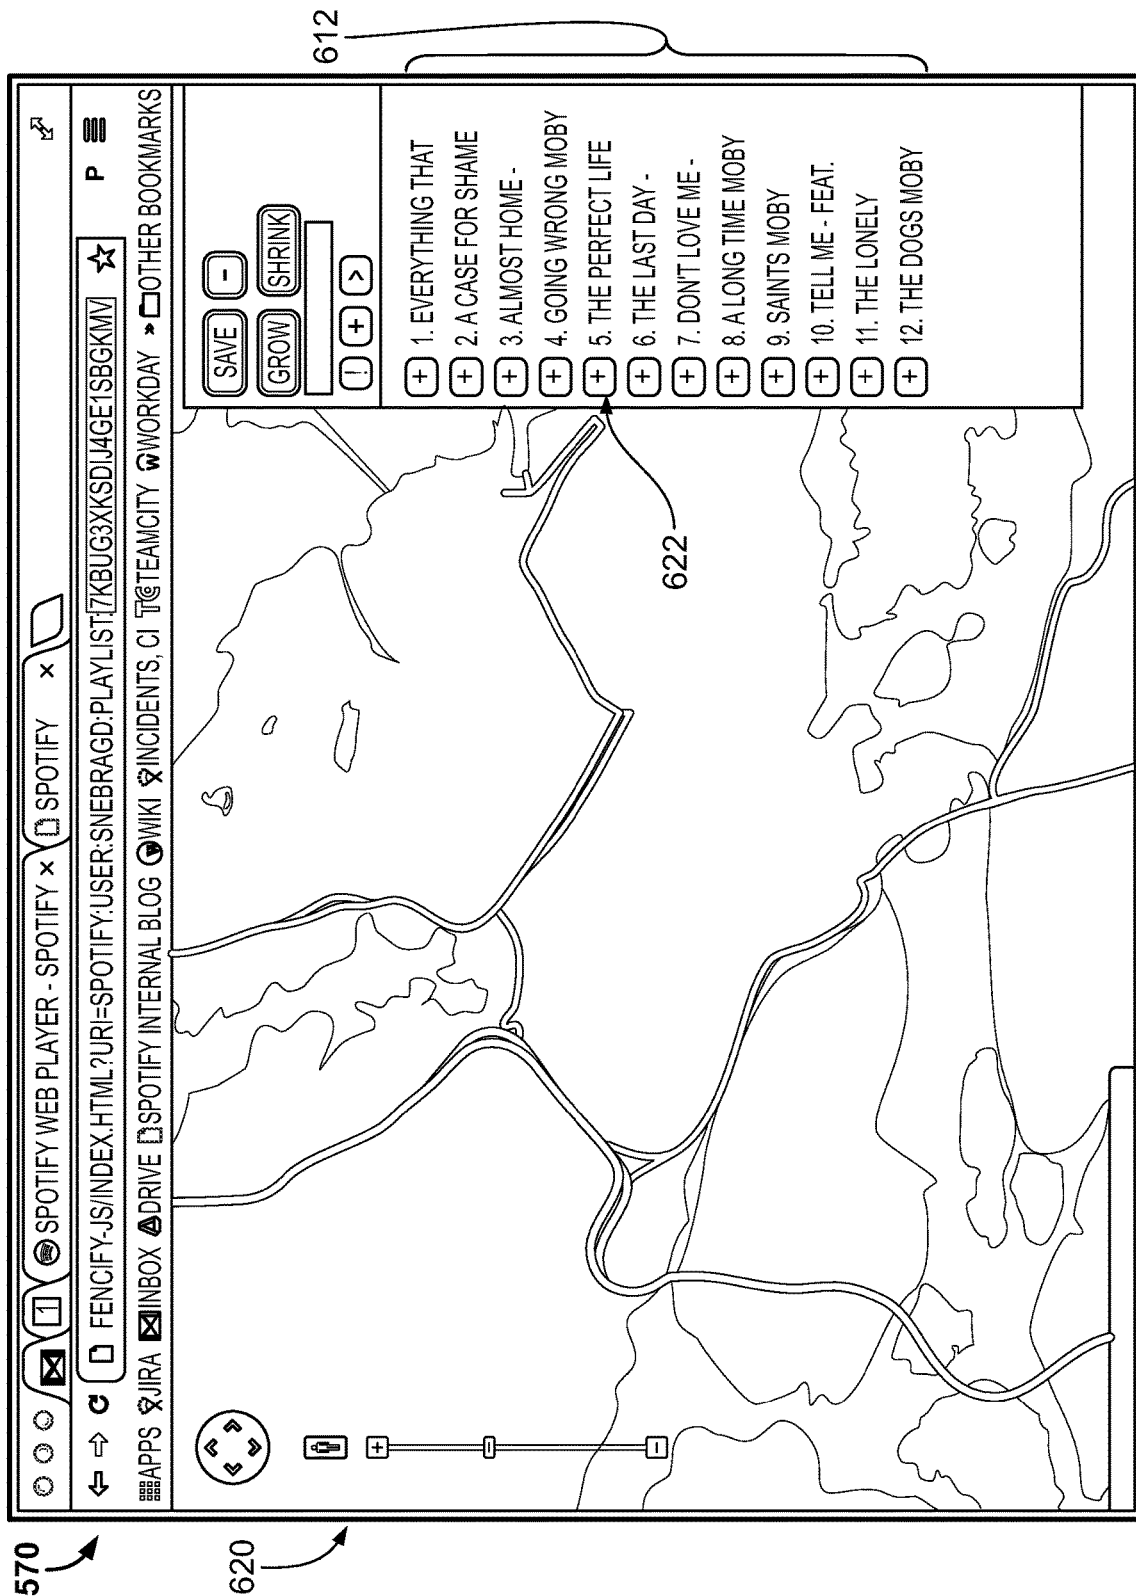 570
620
612
1
SPOTIFY WEB PLAYER - SPOTIFY ×
SPOTIFY ×
FENCIFY-JS/INDEX.HTML?URI=SPOTIFY:USER:SNEBRAGD:PLAYLIST:7KBUG3XKSDIJ4GE1SBGKMV
P
APPS JIRA INBOX DRIVE SPOTIFY INTERNAL BLOG WIKI INCIDENTS, CI TC TEAMCITY WORKDAY » OTHER BOOKMARKS
SAVE -
GROW SHRINK
! + >
+ 1. EVERYTHING THAT
+ 2. A CASE FOR SHAME
+ 3. ALMOST HOME -
+ 4. GOING WRONG MOBY
+ 5. THE PERFECT LIFE
+ 6. THE LAST DAY -
+ 7. DON'T LOVE ME -
+ 8. A LONG TIME MOBY
+ 9. SAINTS MOBY
+ 10. TELL ME - FEAT.
+ 11. THE LONELY
+ 12. THE DOGS MOBY
622
+
-
-